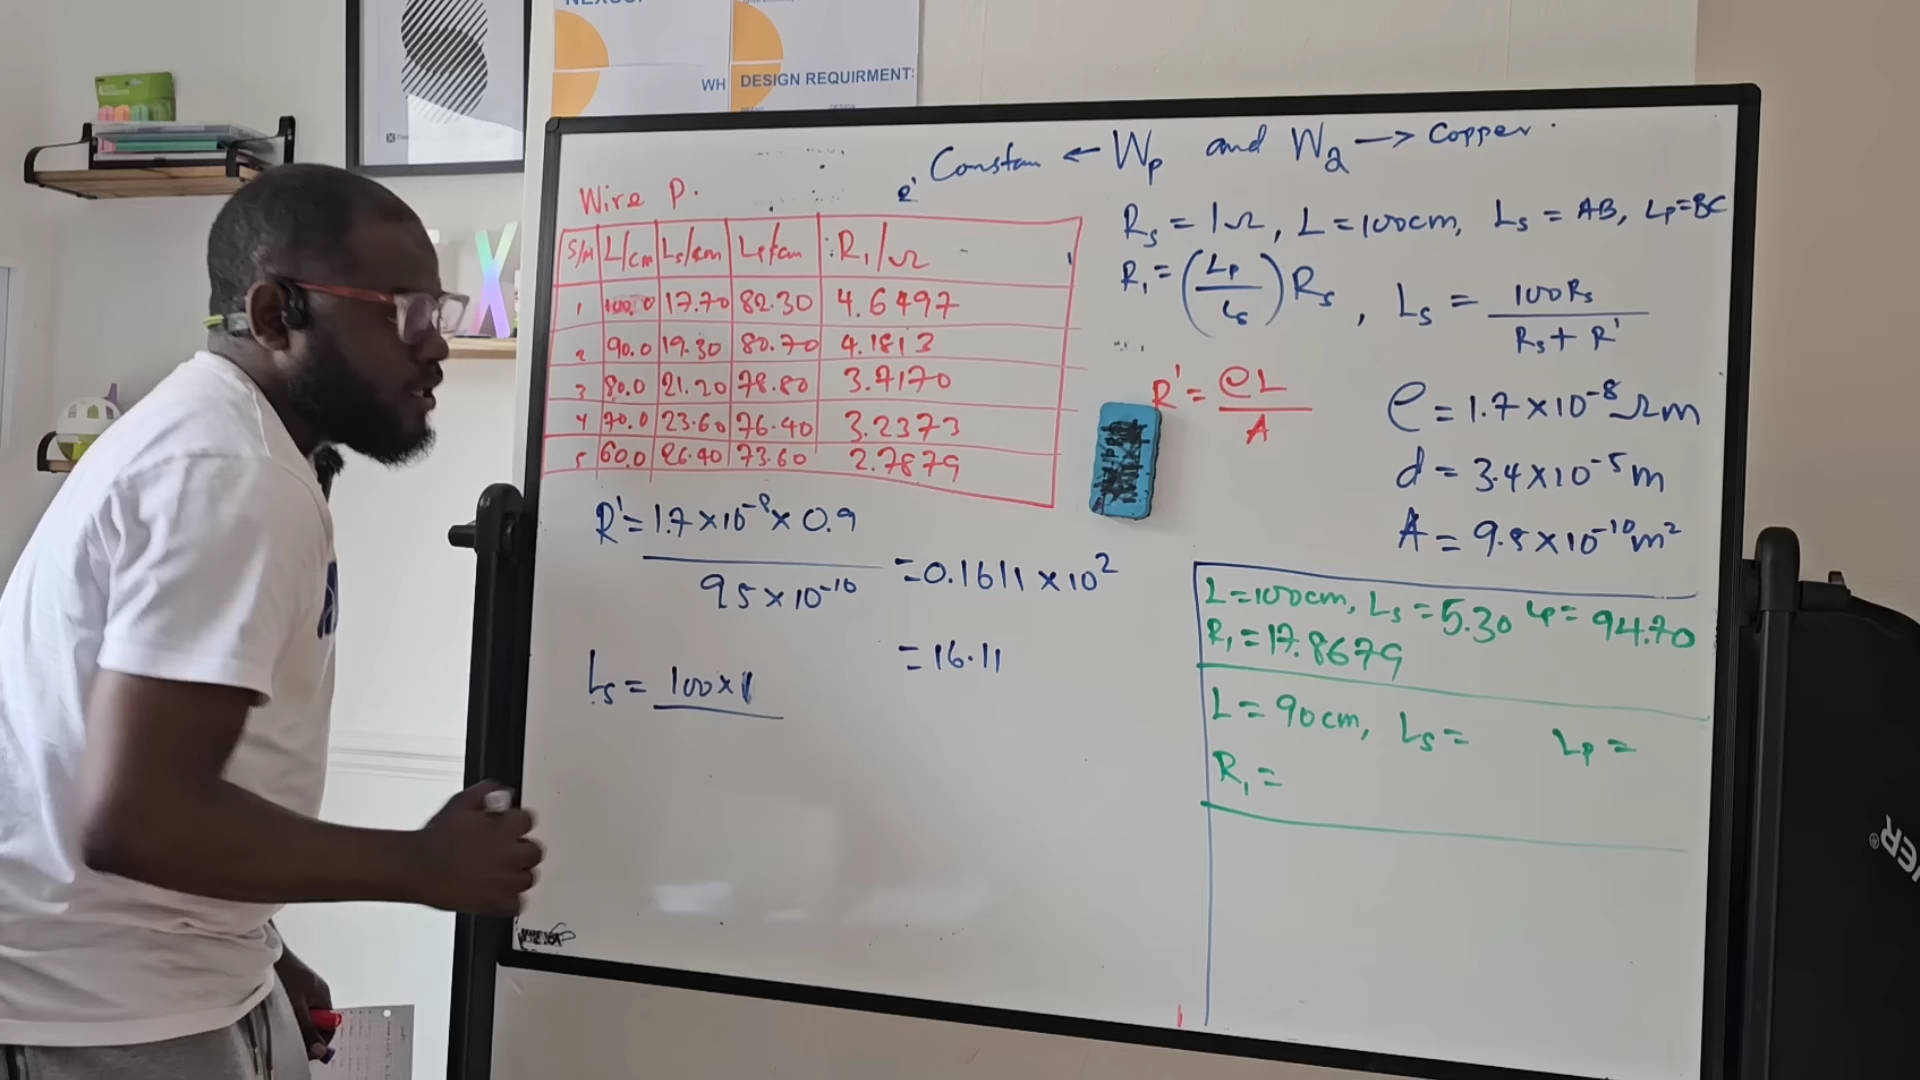 WH DESIGN REQUIRMENT:
Constan ← Wp and W2 → Copper.
Wire P.
S/N L/cm Ls/cm Lp/cm R₁/Ω
1 100.0 17.70 82.30 4.6497
2 90.0 19.30 80.70 4.1813
3 80.0 21.20 78.80 3.7170
4 70.0 23.60 76.40 3.2373
5 60.0 26.40 73.60 2.7879
Rs = 1Ω, L = 100cm, Ls = AB, Lp = BC
R₁ = (Lp/Ls) Rs, Ls = 100Rs / Rs + R'
R' = ρL / A
ρ = 1.7 × 10⁻⁸ Ωm
d = 3.4 × 10⁻⁵ m
A = 9.5 × 10⁻¹⁰ m²
R' = 1.7 × 10⁻⁸ × 0.9
9.5 × 10⁻¹⁰
= 0.1611 × 10²
= 16.11
Ls = 100 × 1
L = 100cm, Ls = 5.30 Lp = 94.70
R₁ = 17.8679
L = 90cm, Ls = Lp =
R₁ =